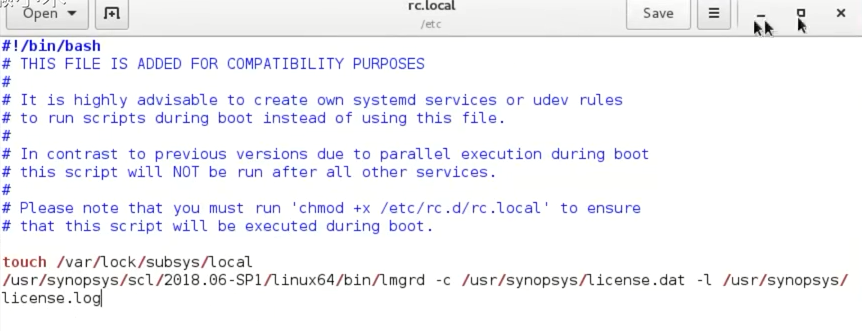 Open
rc.local
/etc
Save
#!/bin/bash
# THIS FILE IS ADDED FOR COMPATIBILITY PURPOSES
#
# It is highly advisable to create own systemd services or udev rules
# to run scripts during boot instead of using this file.
#
# In contrast to previous versions due to parallel execution during boot
# this script will NOT be run after all other services.
#
# Please note that you must run 'chmod +x /etc/rc.d/rc.local' to ensure
# that this script will be executed during boot.
touch /var/lock/subsys/local
/usr/synopsys/scl/2018.06-SP1/linux64/bin/lmgrd -c /usr/synopsys/license.dat -l /usr/synopsys/
license.log